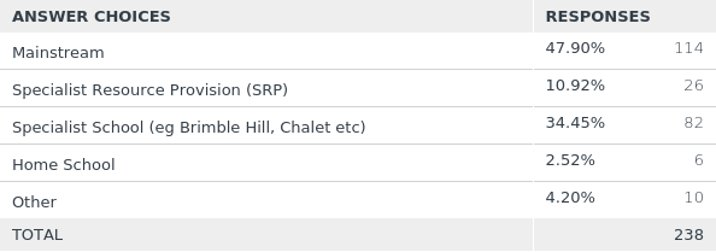 ANSWER CHOICES RESPONSES
Mainstream 47.90% 114
Specialist Resource Provision (SRP) 10.92% 26
Specialist School (eg Brimble Hill, Chalet etc) 34.45% 82
Home School 2.52% 6
Other 4.20% 10
TOTAL 238